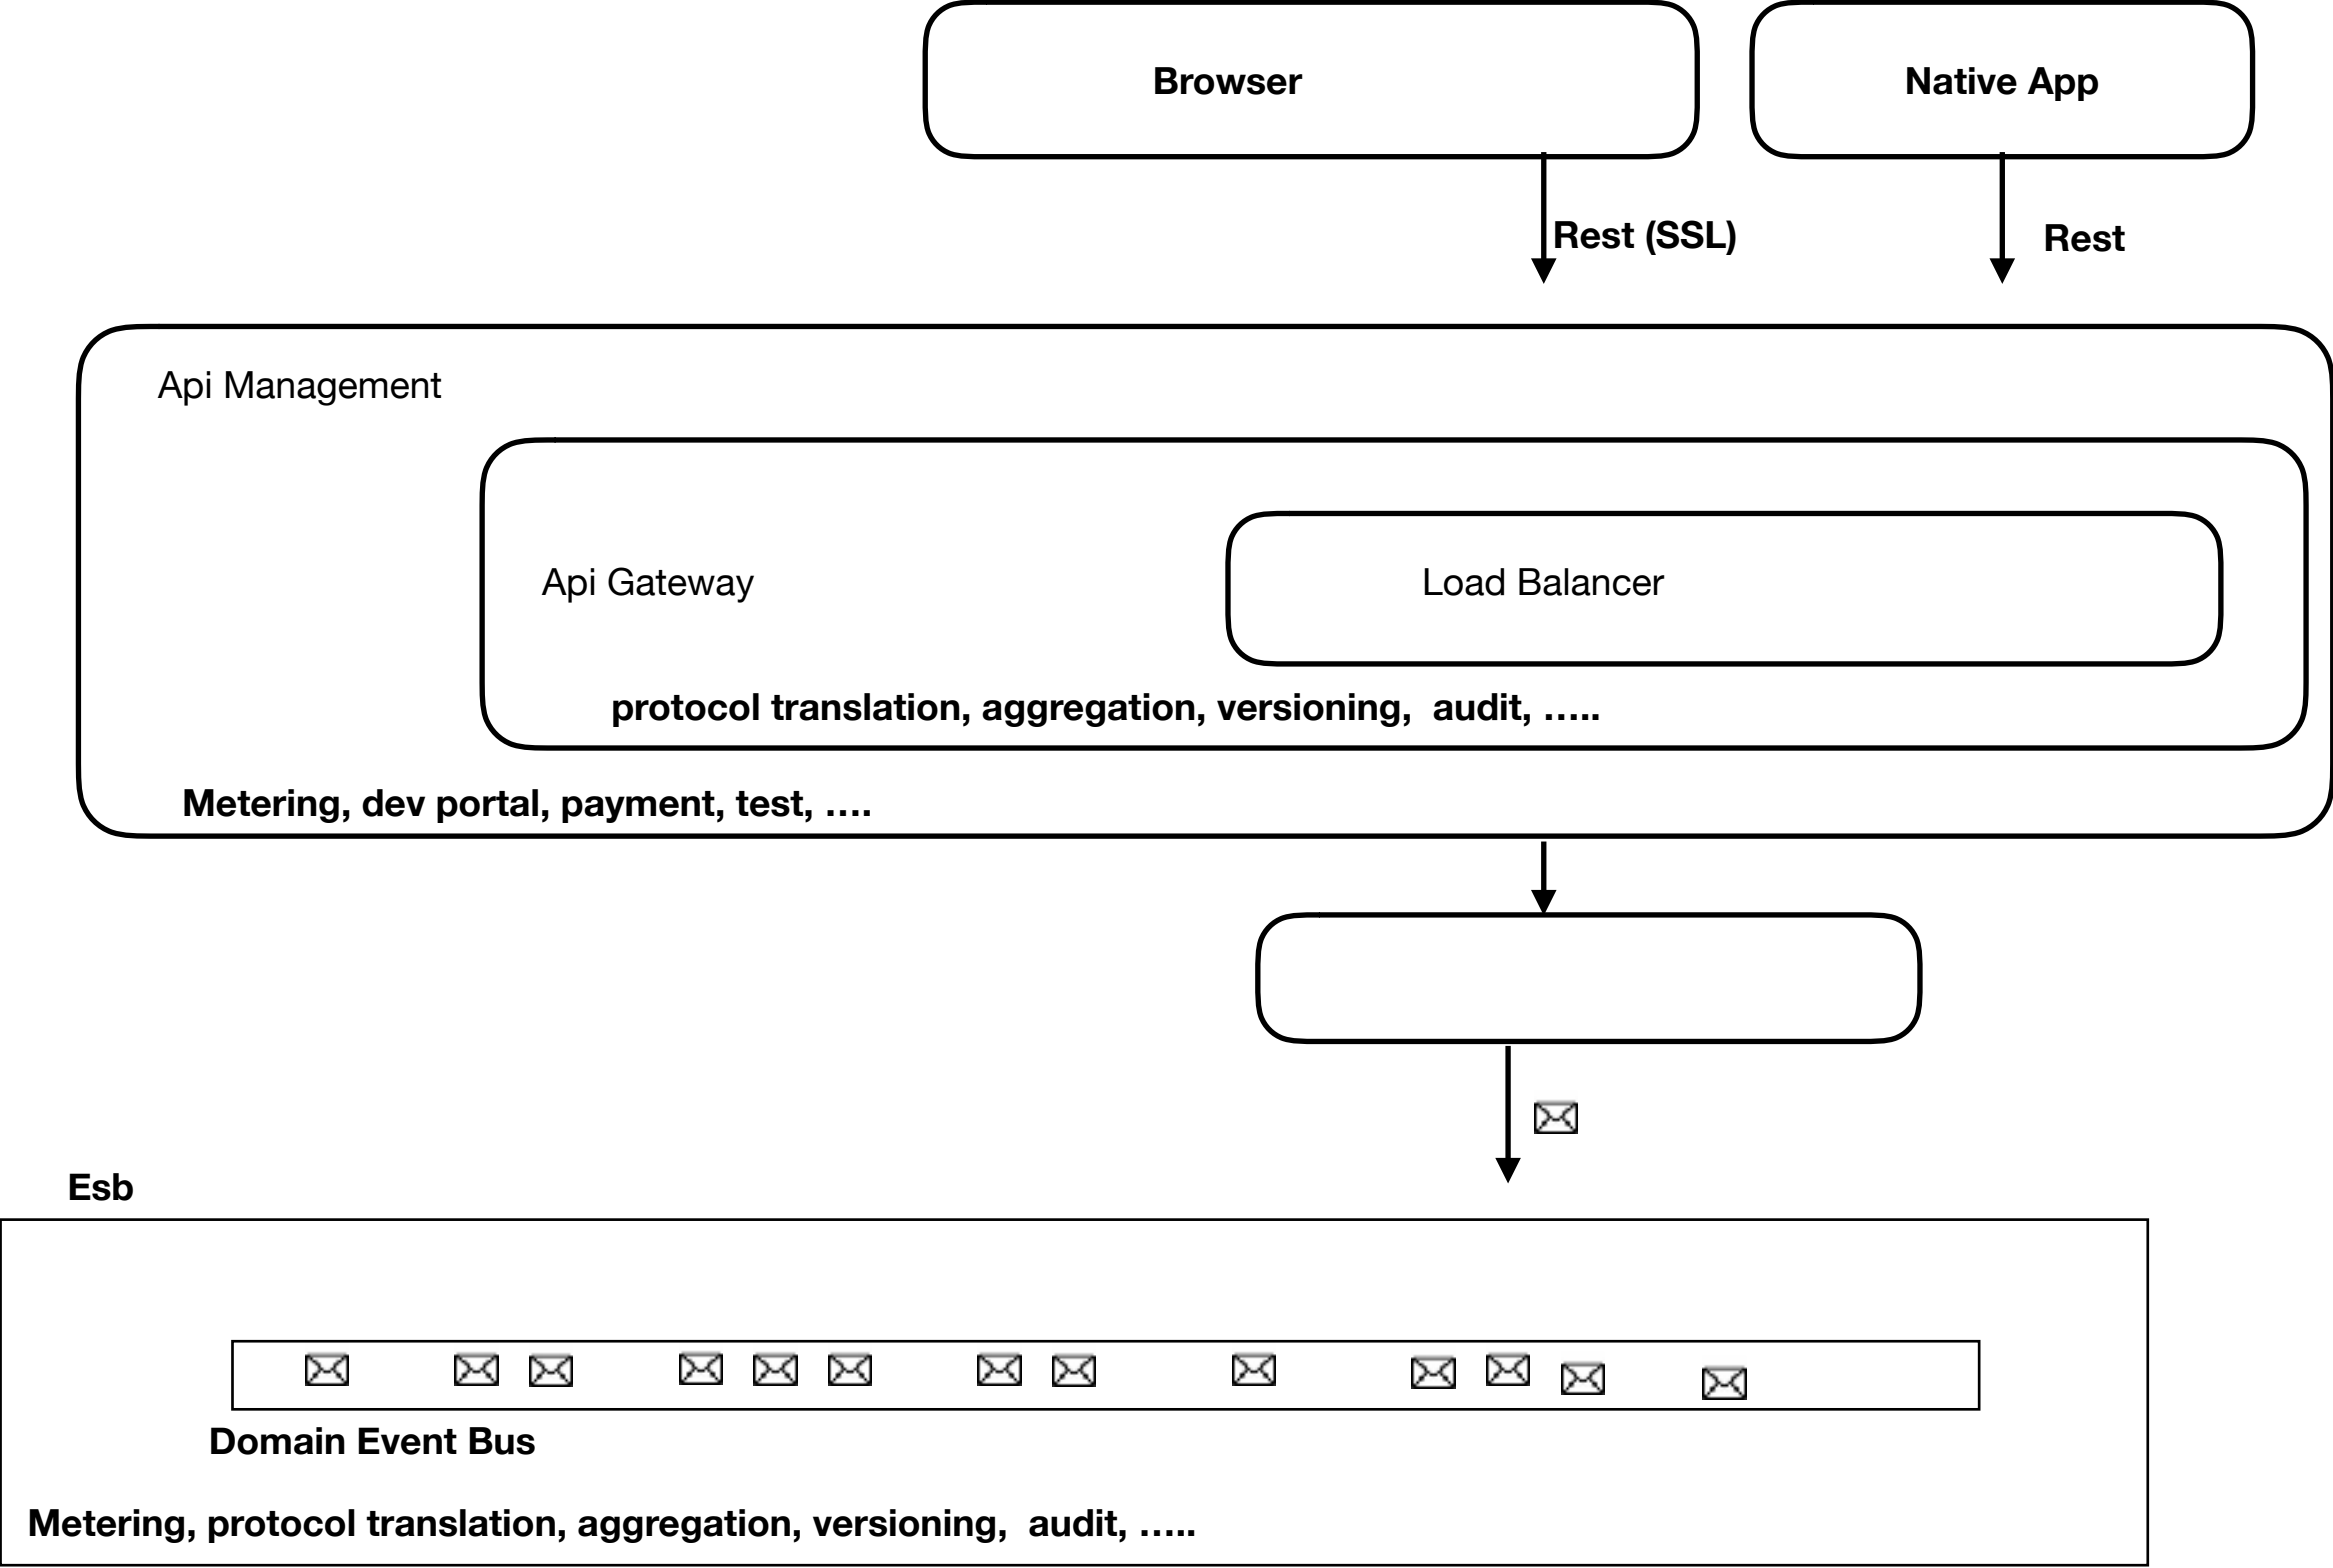 Browser
Native App
Rest (SSL)
Rest
Api Management
Api Gateway
Load Balancer
protocol translation, aggregation, versioning,  audit, …..
Metering, dev portal, payment, test, ….
Esb
Domain Event Bus
Metering, protocol translation, aggregation, versioning,  audit, …..